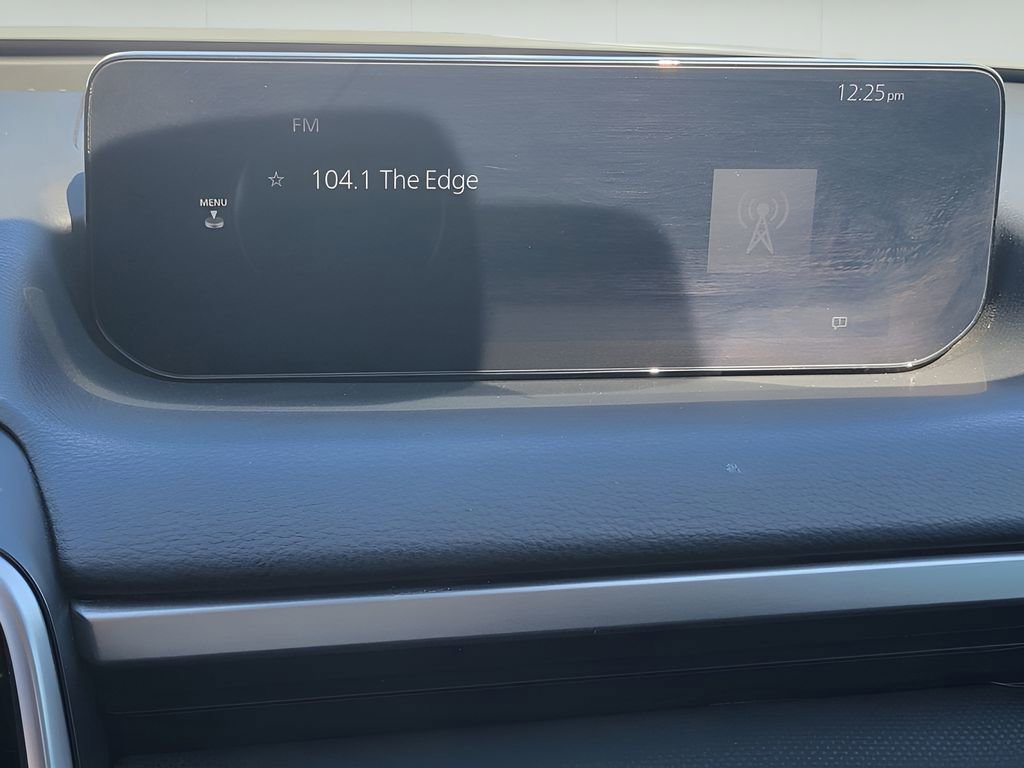 12:25pm
FM
☆ 104.1 The Edge
MENU